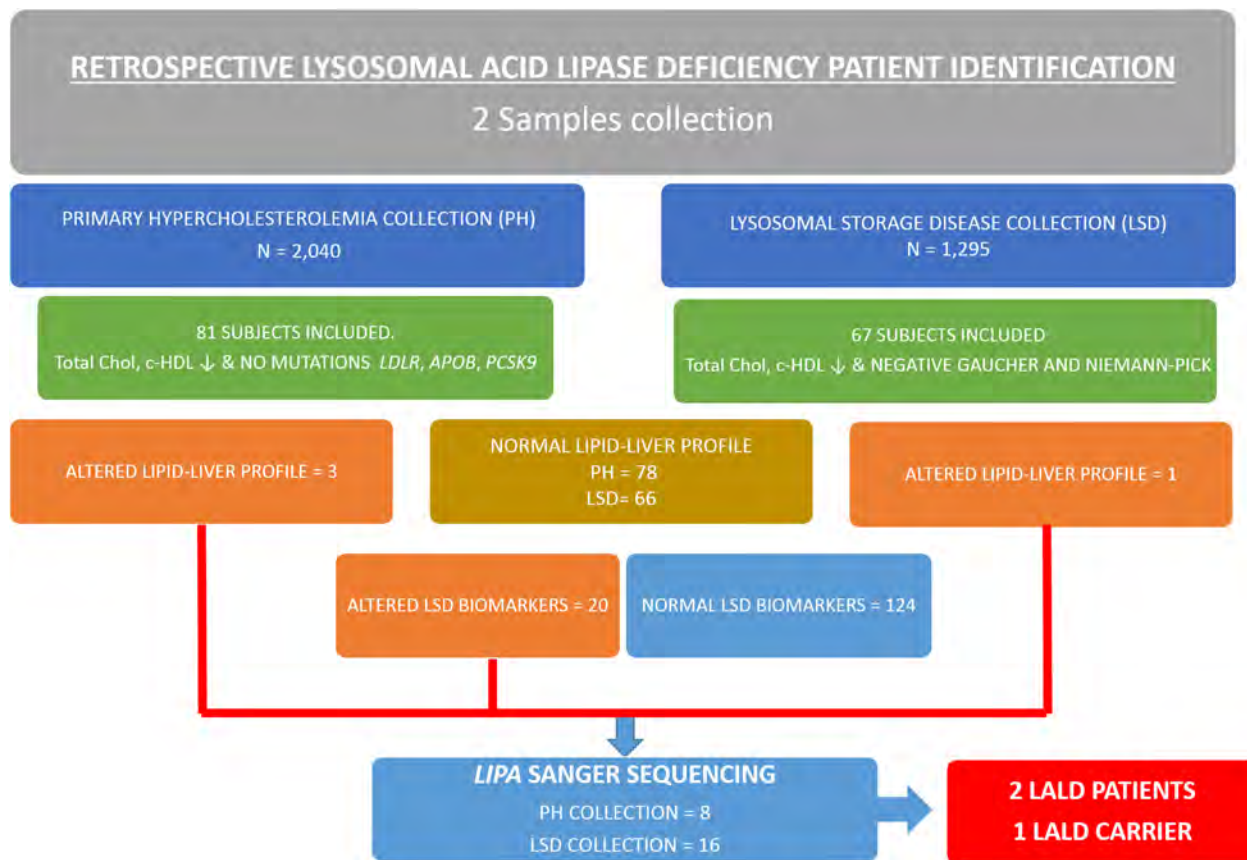 RETROSPECTIVE LYSOSOMAL ACID LIPASE DEFICIENCY PATIENT IDENTIFICATION
2 Samples collection
PRIMARY HYPERCHOLESTEROLEMIA COLLECTION (PH)
N = 2,040
LYSOSOMAL STORAGE DISEASE COLLECTION (LSD)
N = 1,295
81 SUBJECTS INCLUDED.
Total Chol, c-HDL ↓ & NO MUTATIONS LDLR, APOB, PCSK9
67 SUBJECTS INCLUDED
Total Chol, c-HDL ↓ & NEGATIVE GAUCHER AND NIEMANN-PICK
ALTERED LIPID-LIVER PROFILE = 3
NORMAL LIPID-LIVER PROFILE
PH = 78
LSD= 66
ALTERED LIPID-LIVER PROFILE = 1
ALTERED LSD BIOMARKERS = 20
NORMAL LSD BIOMARKERS = 124
LIPA SANGER SEQUENCING
PH COLLECTION = 8
LSD COLLECTION = 16
2 LALD PATIENTS
1 LALD CARRIER